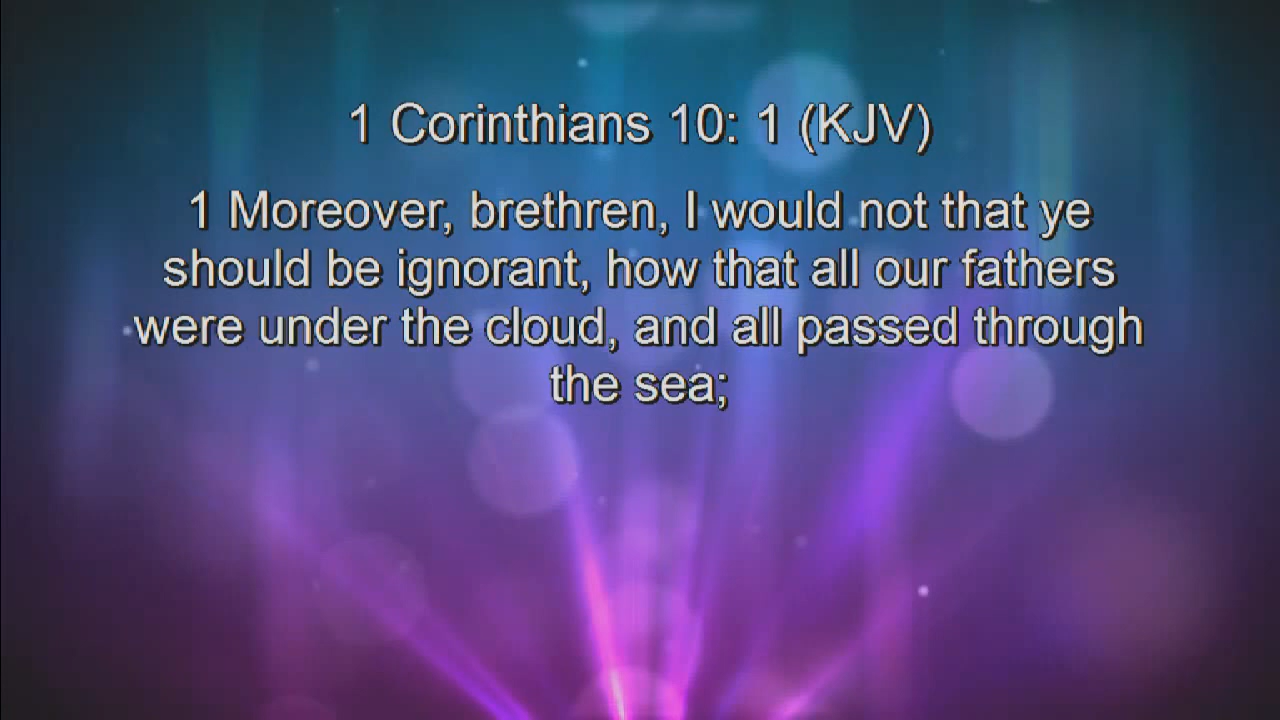 1 Corinthians 10: 1 (KJV)
1 Moreover, brethren, I would not that ye
should be ignorant, how that all our fathers
were under the cloud, and all passed through
the sea;